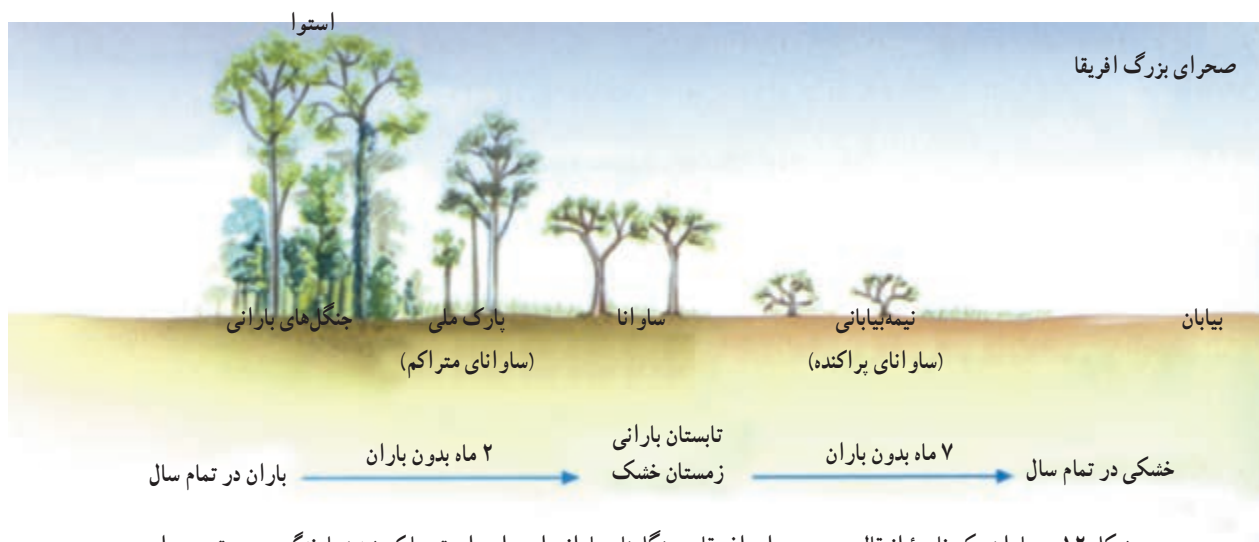 استوا
صحرای بزرگ افریقا
بیابان
نیمه‌بیابانی
ساوانا
پارک ملی
جنگل‌های بارانی
(ساوانای پراکنده)
(ساوانای متراکم)
تابستان بارانی
زمستان خشک
خشکی در تمام سال
۷ ماه بدون باران
۲ ماه بدون باران
باران در تمام سال